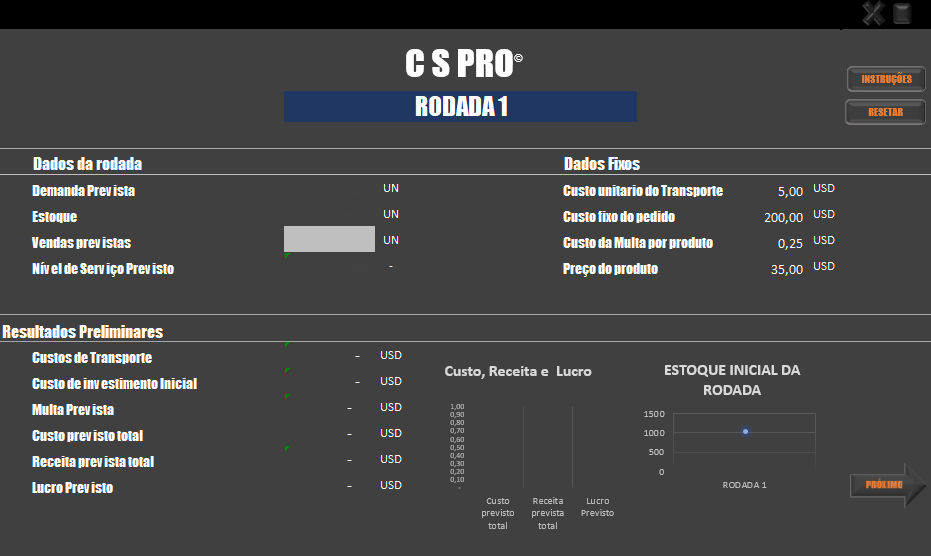 C S PRO©
RODADA 1
INSTRUÇÕES
RESETAR
Dados da rodada
Demanda Prevista UN
Estoque UN
Vendas previstas UN
Nível de Serviço Previsto -
Dados Fixos
Custo unitario do Transporte 5,00 USD
Custo fixo do pedido 200,00 USD
Custo da Multa por produto 0,25 USD
Preço do produto 35,00 USD
Resultados Preliminares
Custos de Transporte - USD
Custo de investimento Inicial - USD
Multa Prevista - USD
Custo previsto total - USD
Receita prevista total - USD
Lucro Previsto - USD
Custo, Receita e Lucro
1,00
0,90
0,80
0,70
0,60
0,50
0,40
0,30
0,20
0,10
-
Custo
previsto
total
Receita
prevista
total
Lucro
Previsto
ESTOQUE INICIAL DA
RODADA
1500
1000
500
0
RODADA 1
PRÓXIMO